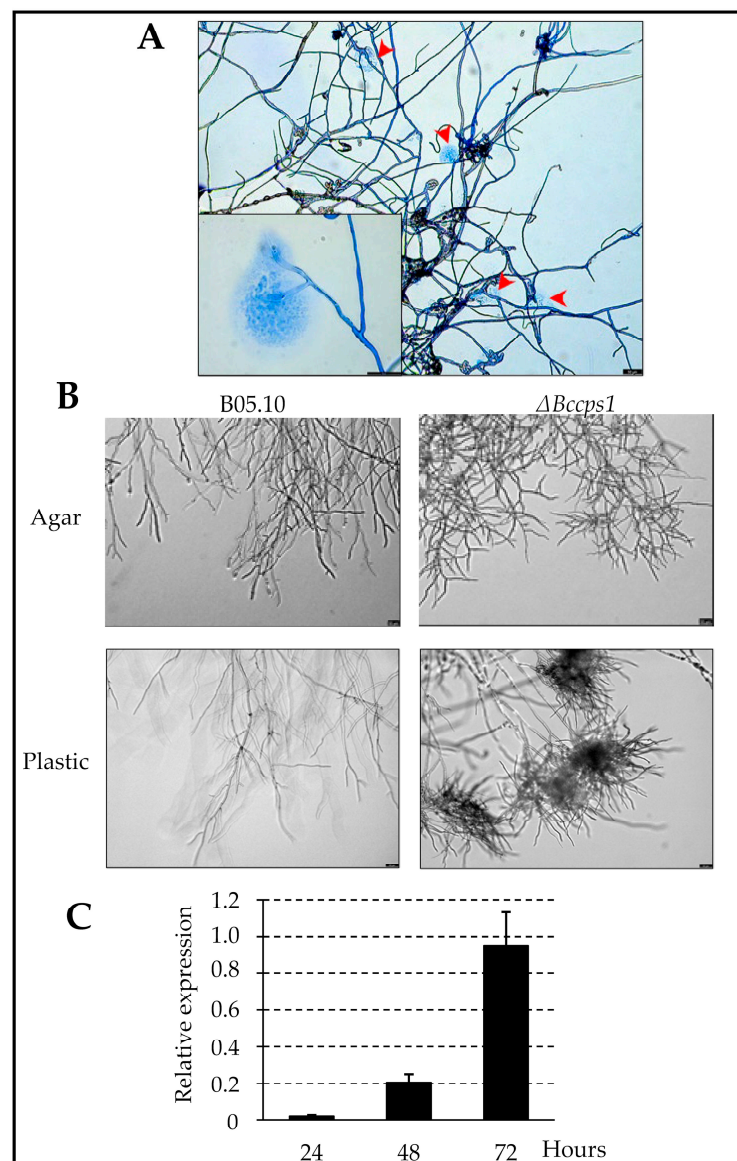 A
B
B05.10 ΔBccps1
Agar
Plastic
C
Relative expression
1.2
1.0
0.8
0.6
0.4
0.2
0
24 48 72 Hours